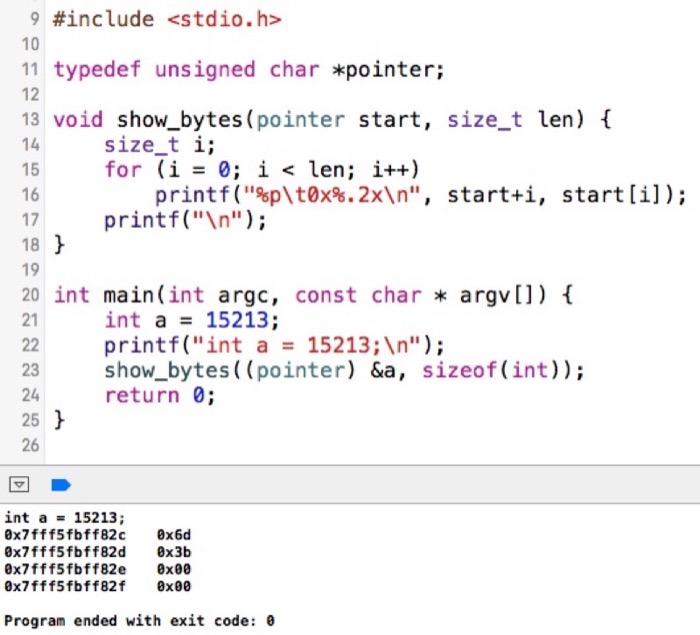 9 #include <stdio.h>
10
11 typedef unsigned char *pointer;
12
13 void show_bytes(pointer start, size_t len) {
14     size_t i;
15     for (i = 0; i < len; i++)
16         printf("%p\t0x%.2x\n", start+i, start[i]);
17     printf("\n");
18 }
19
20 int main(int argc, const char * argv[]) {
21     int a = 15213;
22     printf("int a = 15213;\n");
23     show_bytes((pointer) &a, sizeof(int));
24     return 0;
25 }
26
int a = 15213;
0x7fff5fbff82c    0x6d
0x7fff5fbff82d    0x3b
0x7fff5fbff82e    0x00
0x7fff5fbff82f    0x00
Program ended with exit code: 0